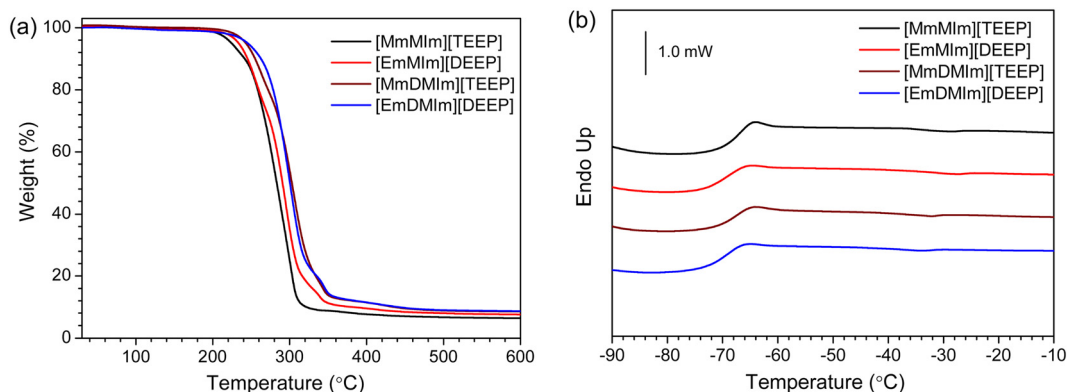 (a)
100
80
60
40
20
0
Weight (%)
[MmMIm][TEEP]
[EmMIm][DEEP]
[MmDMIm][TEEP]
[EmDMIm][DEEP]
100 200 300 400 500 600
Temperature (°C)
(b)
1.0 mW
[MmMIm][TEEP]
[EmMIm][DEEP]
[MmDMIm][TEEP]
[EmDMIm][DEEP]
Endo Up
-90 -80 -70 -60 -50 -40 -30 -20 -10
Temperature (°C)